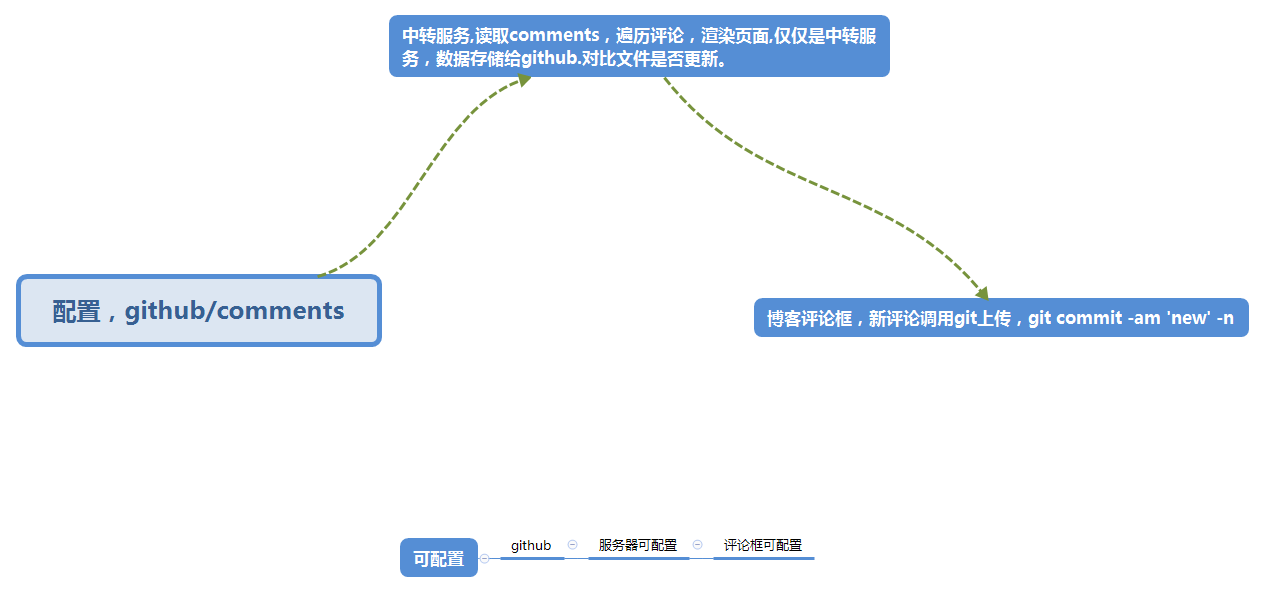 中转服务,读取comments，遍历评论，渲染页面,仅仅是中转服
务，数据存储给github.对比文件是否更新。
配置，github/comments
博客评论框，新评论调用git上传，git commit -am 'new' -n
可配置
github
服务器可配置
评论框可配置